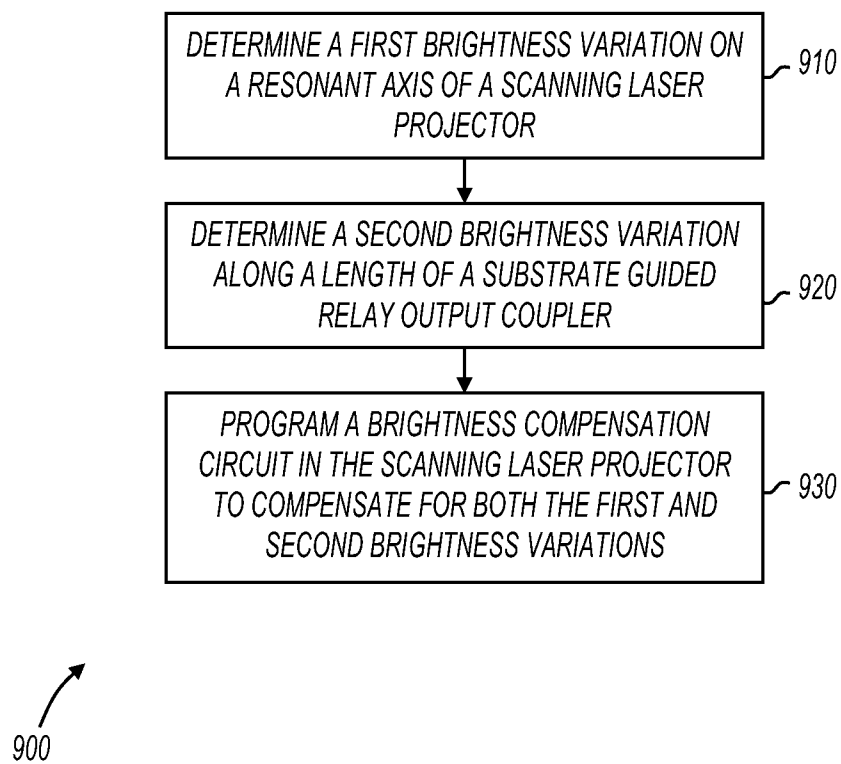 DETERMINE A FIRST BRIGHTNESS VARIATION ON
A RESONANT AXIS OF A SCANNING LASER
PROJECTOR
910
DETERMINE A SECOND BRIGHTNESS VARIATION
ALONG A LENGTH OF A SUBSTRATE GUIDED
RELAY OUTPUT COUPLER
920
PROGRAM A BRIGHTNESS COMPENSATION
CIRCUIT IN THE SCANNING LASER PROJECTOR
TO COMPENSATE FOR BOTH THE FIRST AND
SECOND BRIGHTNESS VARIATIONS
930
900